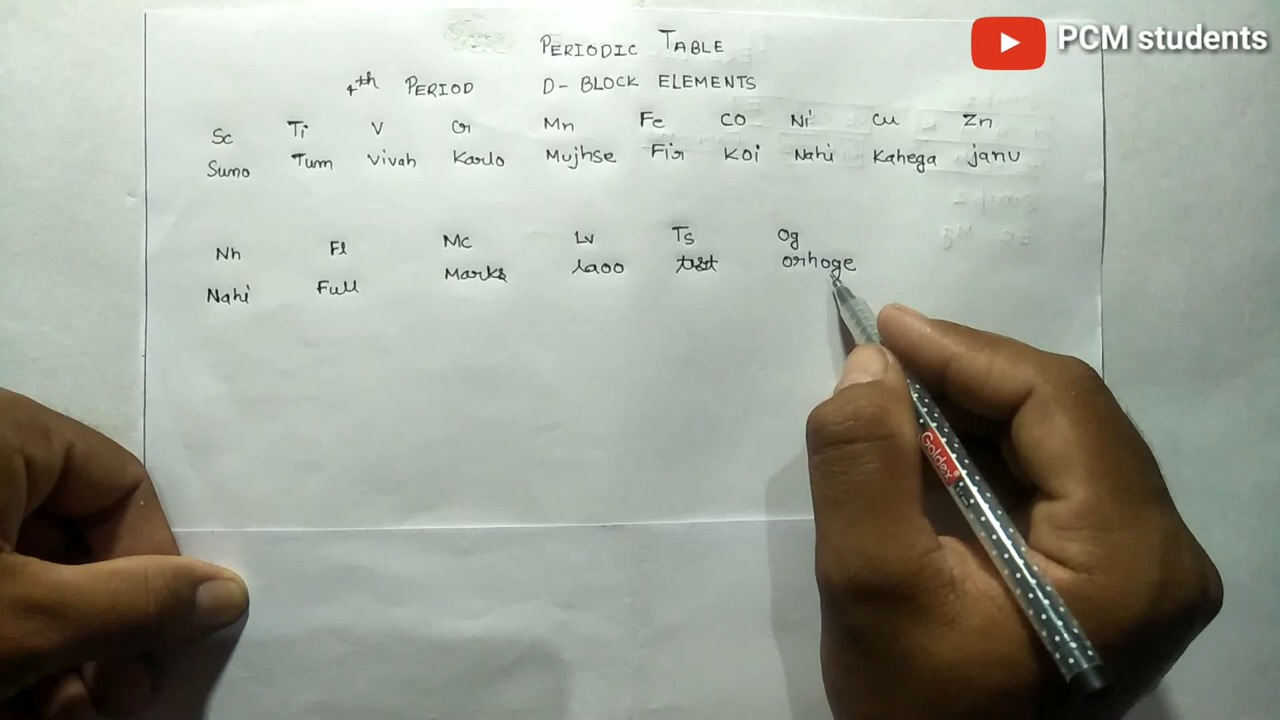 PCM students
PERIODIC TABLE
4th PERIOD D- BLOCK ELEMENTS
Sc Ti V Cr Mn Fe CO Ni Cu Zn
Suno Tum Vivah Karlo Mujhse Fir Koi Nahi Kahega janu
Nh Fl Mc Lv Ts Og
Nahi Full Marks laoo test orhoge
Goldex